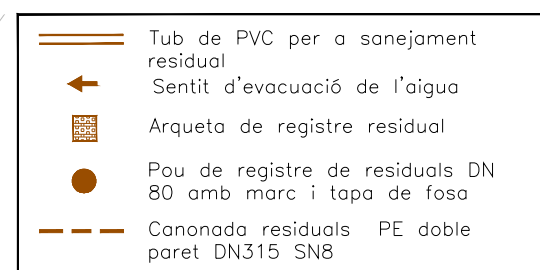 Tub de PVC per a sanejament
residual
Sentit d'evacuació de l'aigua
Arqueta de registre residual
Pou de registre de residuals DN
80 amb marc i tapa de fosa
Canonada residuals PE doble
paret DN315 SN8